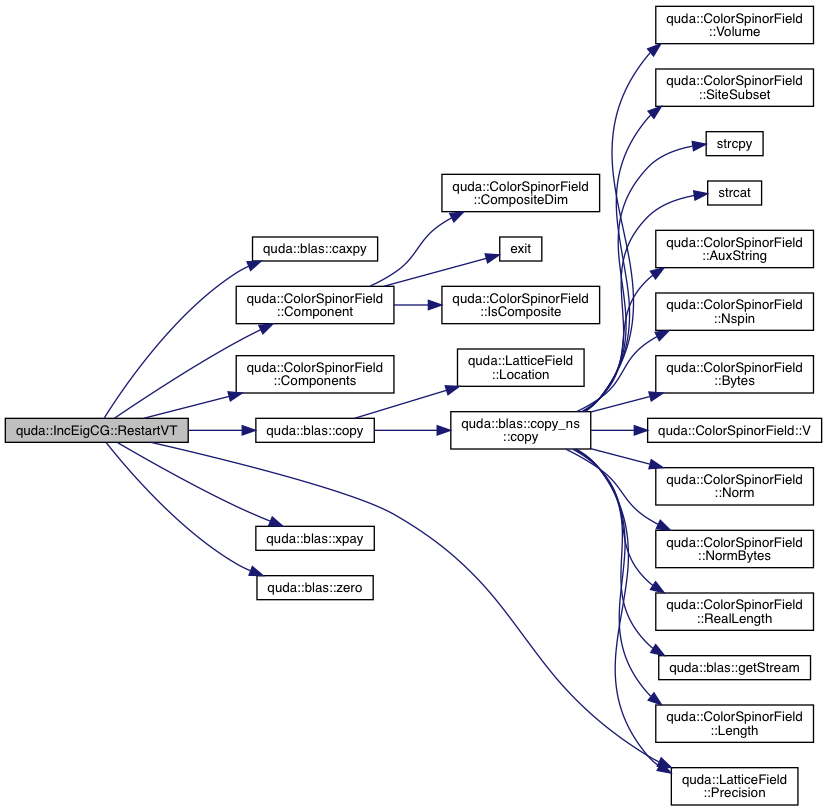 quda::IncEigCG::RestartVT
quda::blas::caxpy
quda::ColorSpinorField
::Component
quda::ColorSpinorField
::Components
quda::blas::copy
quda::blas::xpay
quda::blas::zero
quda::ColorSpinorField
::CompositeDim
exit
quda::ColorSpinorField
::IsComposite
quda::LatticeField
::Location
quda::blas::copy_ns
::copy
quda::ColorSpinorField
::Volume
quda::ColorSpinorField
::SiteSubset
strcpy
strcat
quda::ColorSpinorField
::AuxString
quda::ColorSpinorField
::Nspin
quda::ColorSpinorField
::Bytes
quda::ColorSpinorField::V
quda::ColorSpinorField
::Norm
quda::ColorSpinorField
::NormBytes
quda::ColorSpinorField
::RealLength
quda::blas::getStream
quda::ColorSpinorField
::Length
quda::LatticeField
::Precision